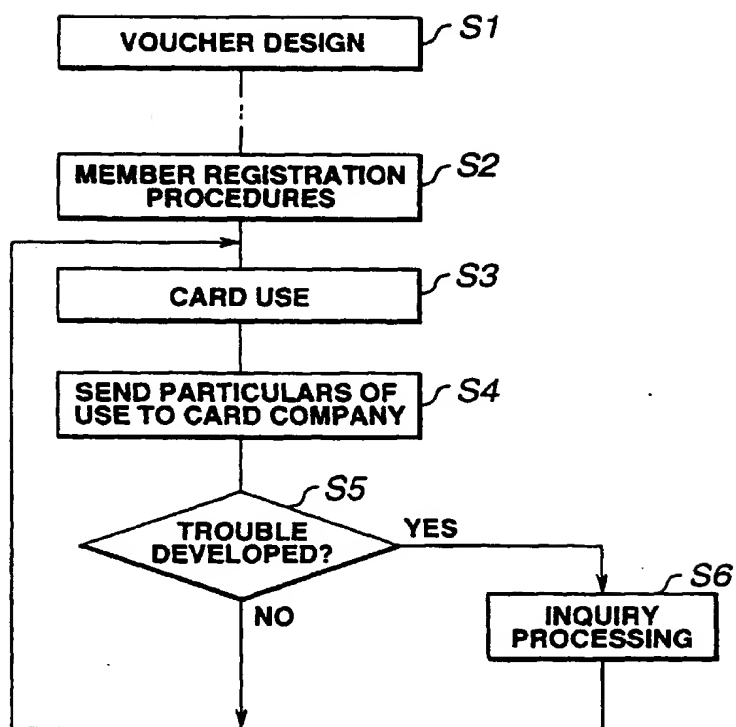 VOUCHER DESIGN
S1
MEMBER REGISTRATION
PROCEDURES
S2
CARD USE
S3
SEND PARTICULARS OF
USE TO CARD COMPANY
S4
S5
TROUBLE
DEVELOPED?
YES
NO
S6
INQUIRY
PROCESSING